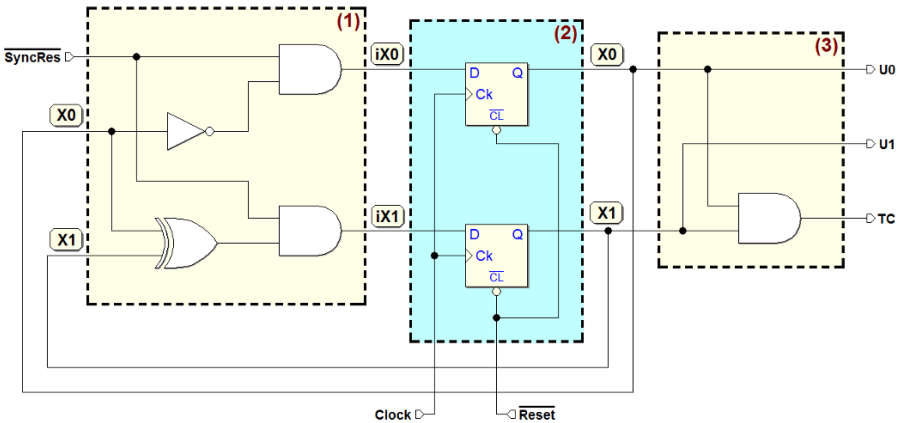 (1)
(2)
(3)
SyncRes
iX0
X0
D Q
Ck
CL
U0
X0
U1
iX1
X1
D Q
Ck
CL
TC
X1
Clock
Reset